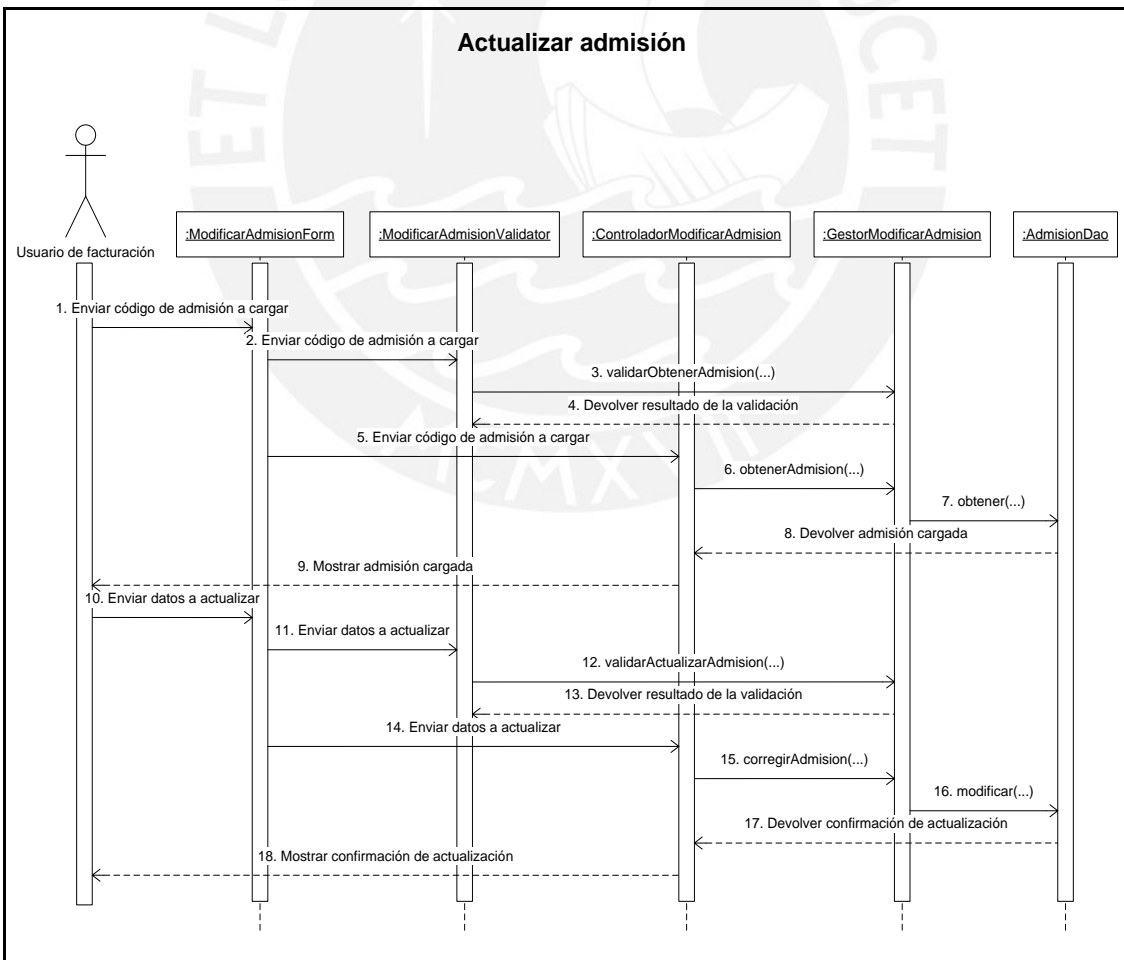 Actualizar admisión
Usuario de facturación
:ModificarAdmisionForm
:ModificarAdmisionValidator
:ControladorModificarAdmision
:GestorModificarAdmision
:AdmisionDao
1. Enviar código de admisión a cargar
2. Enviar código de admisión a cargar
3. validarObtenerAdmision(...)
4. Devolver resultado de la validación
5. Enviar código de admisión a cargar
6. obtenerAdmision(...)
7. obtener(...)
8. Devolver admisión cargada
9. Mostrar admisión cargada
10. Enviar datos a actualizar
11. Enviar datos a actualizar
12. validarActualizarAdmision(...)
13. Devolver resultado de la validación
14. Enviar datos a actualizar
15. corregirAdmision(...)
16. modificar(...)
17. Devolver confirmación de actualización
18. Mostrar confirmación de actualización